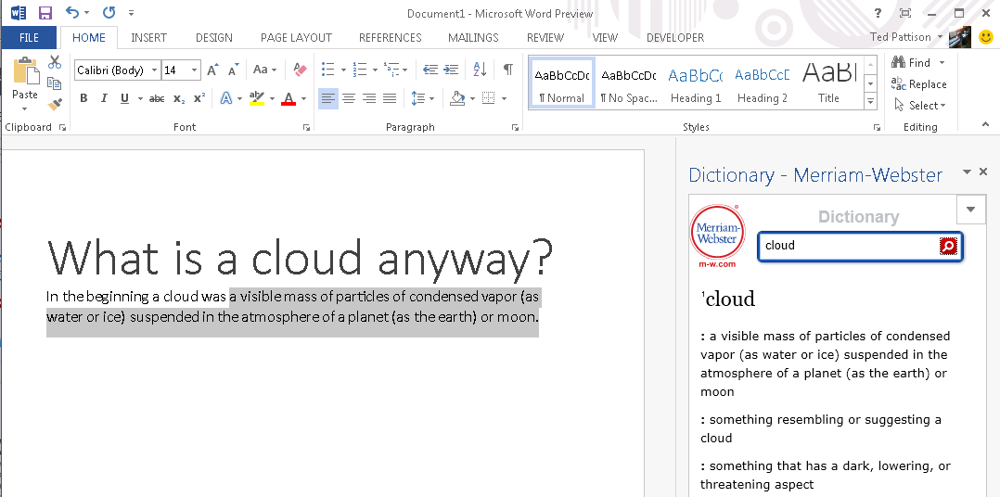 Document1 - Microsoft Word Preview
FILE HOME INSERT DESIGN PAGE LAYOUT REFERENCES MAILINGS REVIEW VIEW DEVELOPER Ted Pattison
Paste
Calibri (Body) 14 Aa
B I U abc x₂ x² A A
AaBbCcDc AaBbCcDc AaBbCc AaBbCcD AaBl
¶ Normal ¶ No Spac... Heading 1 Heading 2 Title
Find
Replace
Select
Clipboard Font Paragraph Styles Editing
What is a cloud anyway?
In the beginning a cloud was a visible mass of particles of condensed vapor (as
water or ice) suspended in the atmosphere of a planet (as the earth) or moon.
Dictionary - Merriam-Webster
Merriam-
Webster
®
m-w.com
Dictionary
cloud
¹cloud
: a visible mass of particles of condensed
vapor (as water or ice) suspended in the
atmosphere of a planet (as the earth) or
moon
: something resembling or suggesting a
cloud
: something that has a dark, lowering, or
threatening aspect